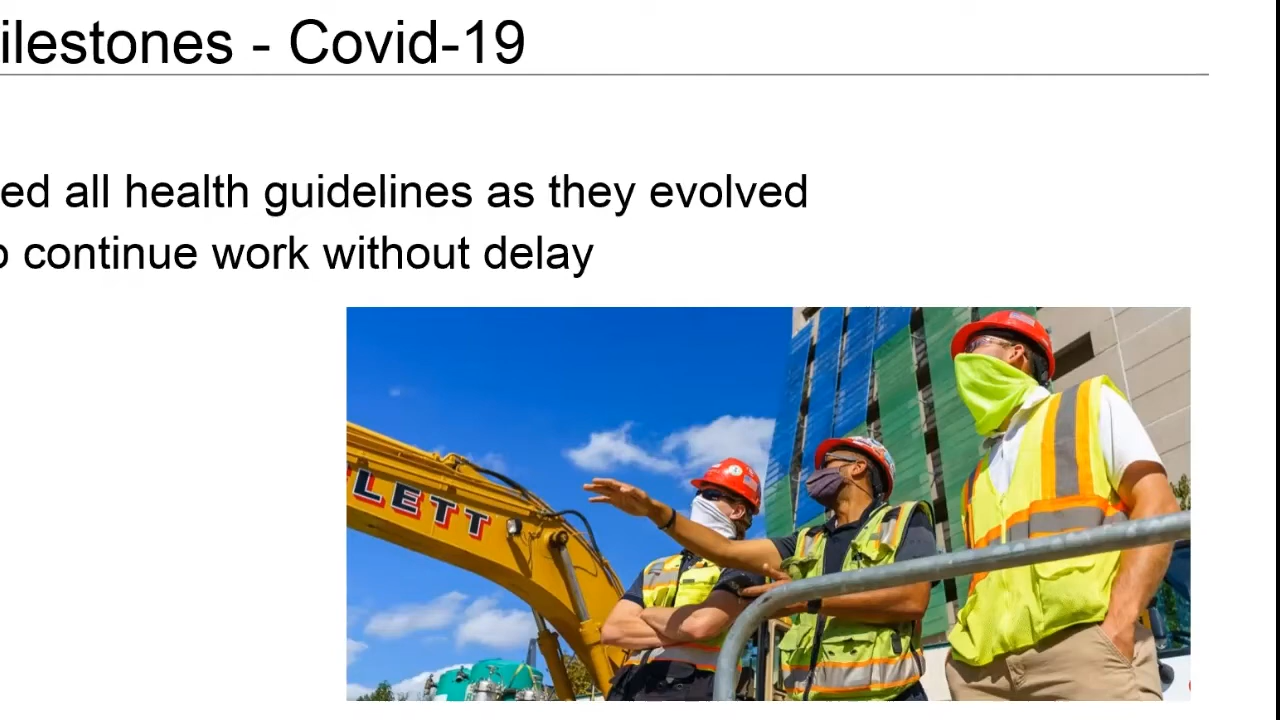 ilestones - Covid-19
ed all health guidelines as they evolved
o continue work without delay
LETT